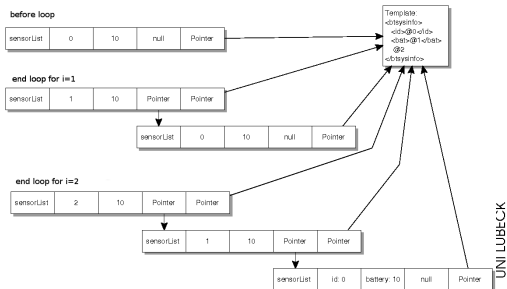 before loop
Template:
<btsysinfo>
<id>@0</id>
<bat>@1</bat>
@2
</btsysinfo>
sensorList 0 10 null Pointer
end loop for i=1
sensorList 1 10 Pointer Pointer
sensorList 0 10 null Pointer
end loop for i=2
sensorList 2 10 Pointer Pointer
sensorList 1 10 Pointer Pointer
sensorList id: 0 battery: 10 null Pointer
UNI LUBECK